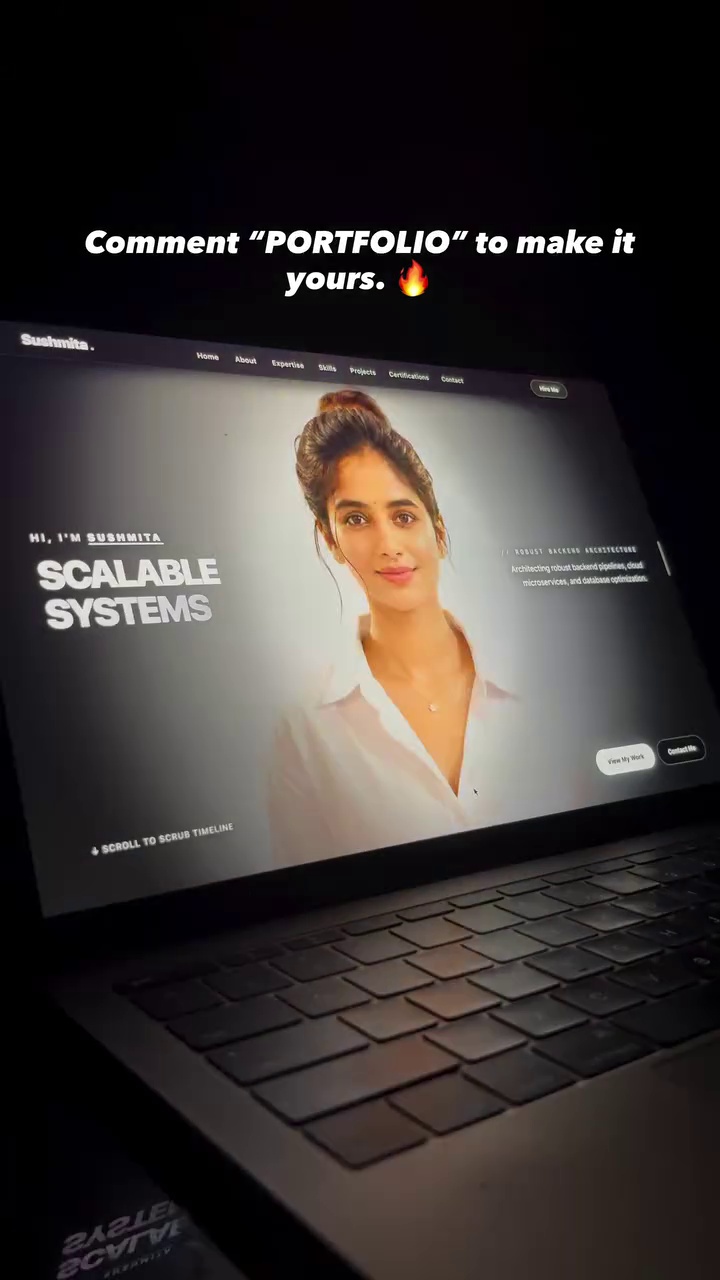 Comment “PORTFOLIO” to make it
yours. 🔥
Sushmita.
Home About Expertise Skills Projects Certifications Contact
Hire Me
HI, I'M SUSHMITA
SCALABLE
SYSTEMS
// ROBUST BACKEND ARCHITECTURE
Architecting robust backend pipelines, cloud
microservices, and database optimization.
View My Work
Contact Me
↓ SCROLL TO SCRUB TIMELINE